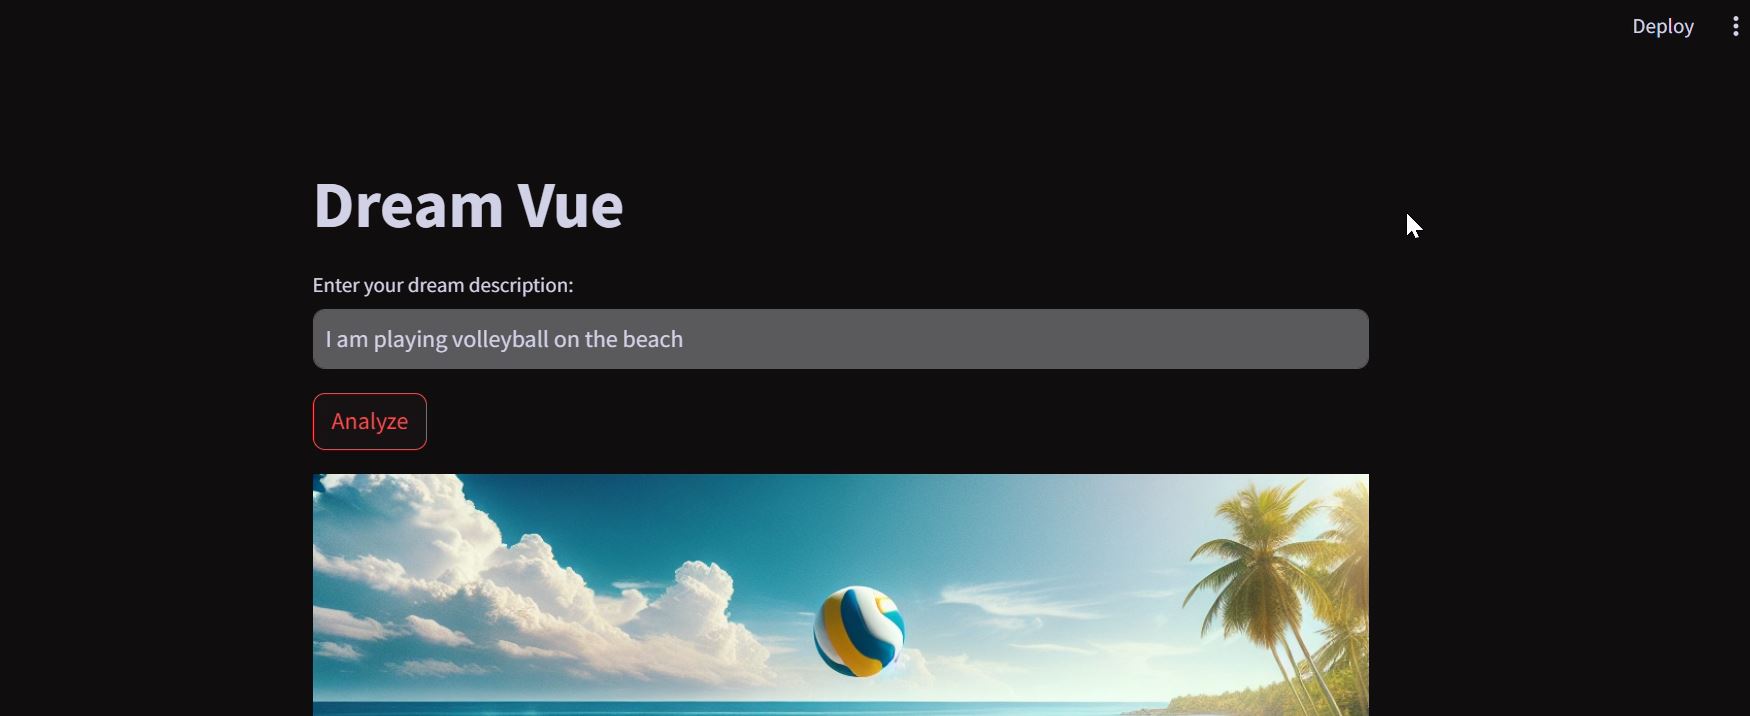 Deploy
Dream Vue
Enter your dream description:
I am playing volleyball on the beach
Analyze